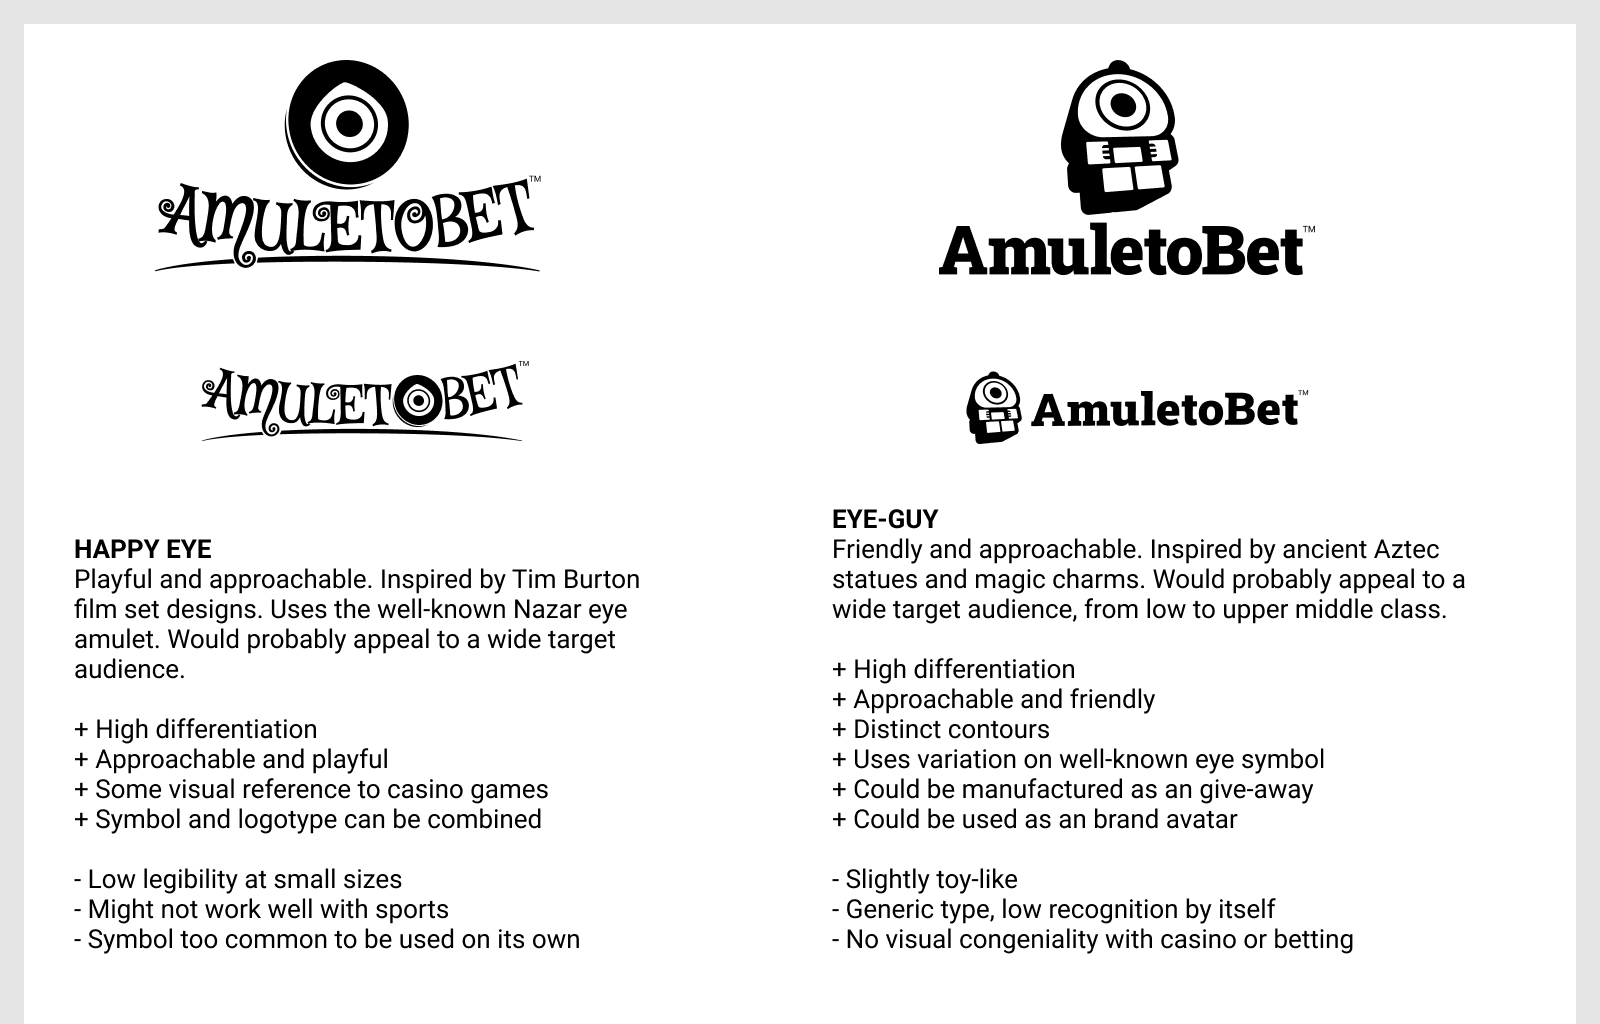 AMULETOBET™
AMULETOBET™
HAPPY EYE
Playful and approachable. Inspired by Tim Burton
film set designs. Uses the well-known Nazar eye
amulet. Would probably appeal to a wide target
audience.
+ High differentiation
+ Approachable and playful
+ Some visual reference to casino games
+ Symbol and logotype can be combined
- Low legibility at small sizes
- Might not work well with sports
- Symbol too common to be used on its own
AmuletoBet™
AmuletoBet™
EYE-GUY
Friendly and approachable. Inspired by ancient Aztec
statues and magic charms. Would probably appeal to a
wide target audience, from low to upper middle class.
+ High differentiation
+ Approachable and friendly
+ Distinct contours
+ Uses variation on well-known eye symbol
+ Could be manufactured as an give-away
+ Could be used as an brand avatar
- Slightly toy-like
- Generic type, low recognition by itself
- No visual congeniality with casino or betting